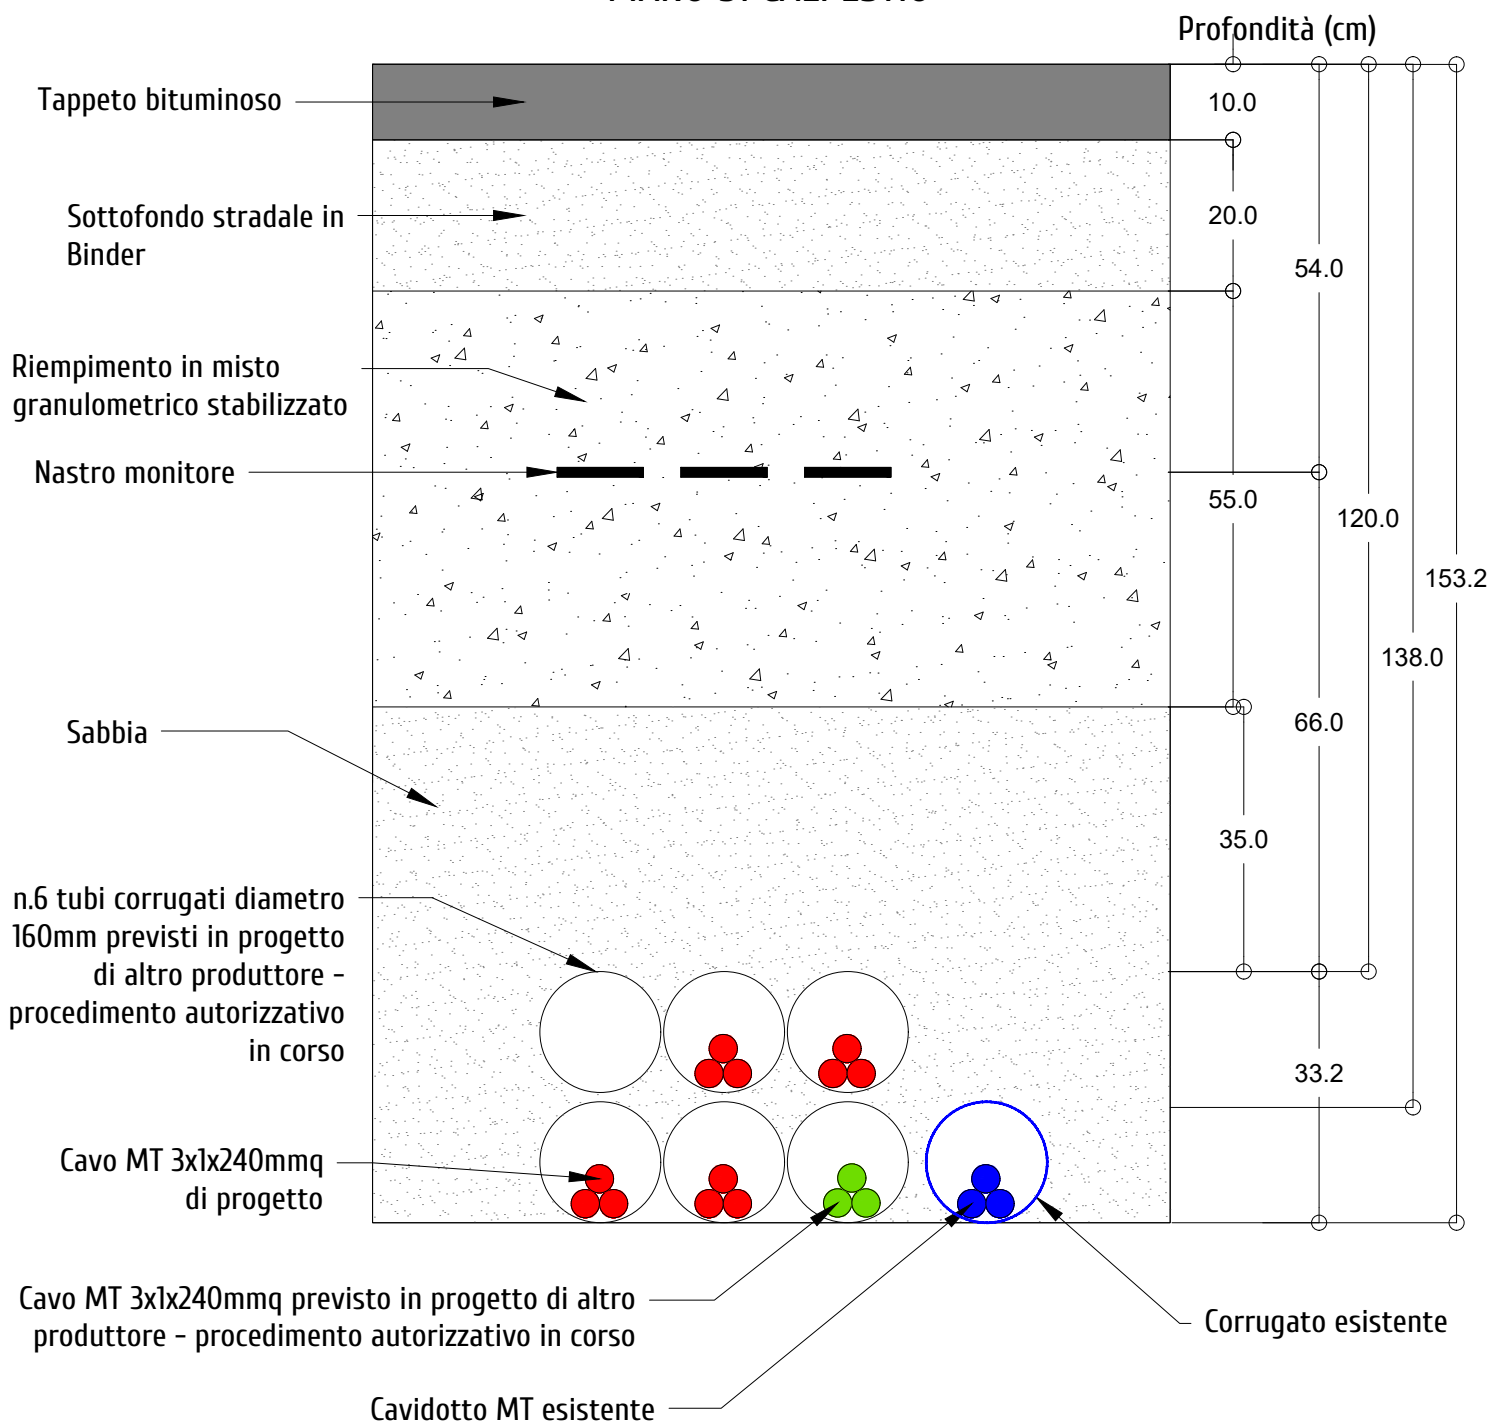 PIANO DI CALPESTIO
Profondità (cm)
Tappeto bituminoso
10.0
Sottofondo stradale in
Binder
20.0
54.0
Riempimento in misto
granulometrico stabilizzato
Nastro monitore
55.0
120.0
153.2
138.0
66.0
Sabbia
35.0
n.6 tubi corrugati diametro
160mm previsti in progetto
di altro produttore -
procedimento autorizzativo
in corso
33.2
Cavo MT 3x1x240mmq
di progetto
Cavo MT 3x1x240mmq previsto in progetto di altro
produttore - procedimento autorizzativo in corso
Corrugato esistente
Cavidotto MT esistente